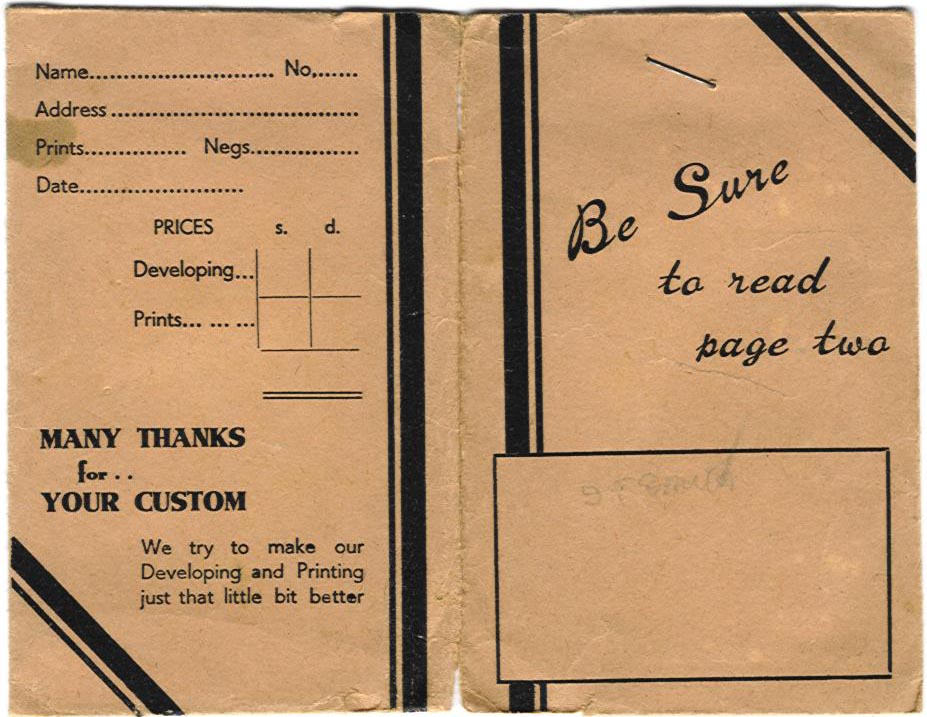 Name................................ No,.......
Address ...........................................
Prints.................. Negs...................
Date.............................
PRICES s. d.
Developing...
Prints... ... ...
MANY THANKS
for . .
YOUR CUSTOM
We try to make our
Developing and Printing
just that little bit better
Be Sure
to read
page two